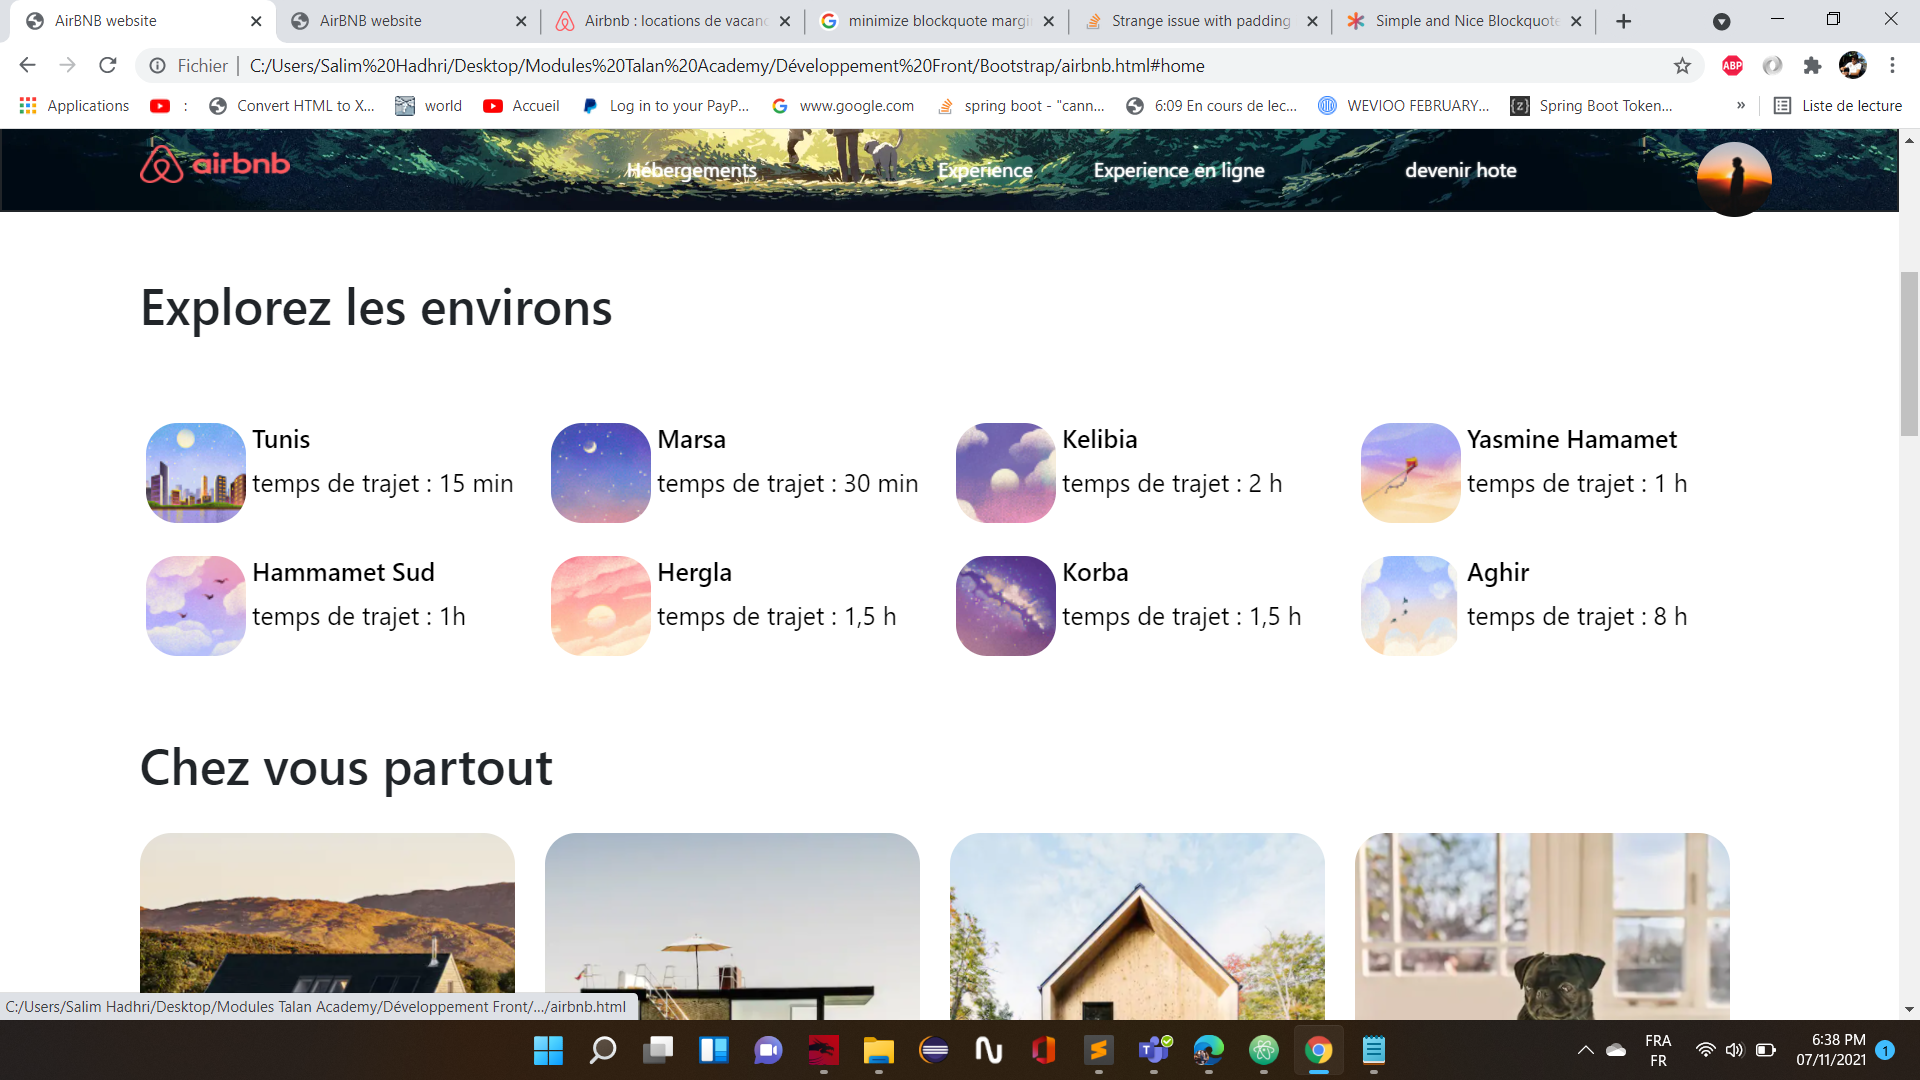 AirBNB website
AirBNB website
Airbnb : locations de vacanc
minimize blockquote margi
Strange issue with padding
Simple and Nice Blockquote
Fichier
C:/Users/Salim%20Hadhri/Desktop/Modules%20Talan%20Academy/Développement%20Front/Bootstrap/airbnb.html#home
ABP
Applications
:
Convert HTML to X...
world
Accueil
Log in to your PayP...
www.google.com
spring boot - "cann...
6:09 En cours de lec...
WEVIOO FEBRUARY...
Spring Boot Token...
»
Liste de lecture
airbnb
Hébergements
Experience
Experience en ligne
devenir hote
Explorez les environs
Tunis
temps de trajet : 15 min
Marsa
temps de trajet : 30 min
Kelibia
temps de trajet : 2 h
Yasmine Hamamet
temps de trajet : 1 h
Hammamet Sud
temps de trajet : 1h
Hergla
temps de trajet : 1,5 h
Korba
temps de trajet : 1,5 h
Aghir
temps de trajet : 8 h
Chez vous partout
C:/Users/Salim Hadhri/Desktop/Modules Talan Academy/Développement Front/.../airbnb.html
FRA
FR
6:38 PM
07/11/2021
1